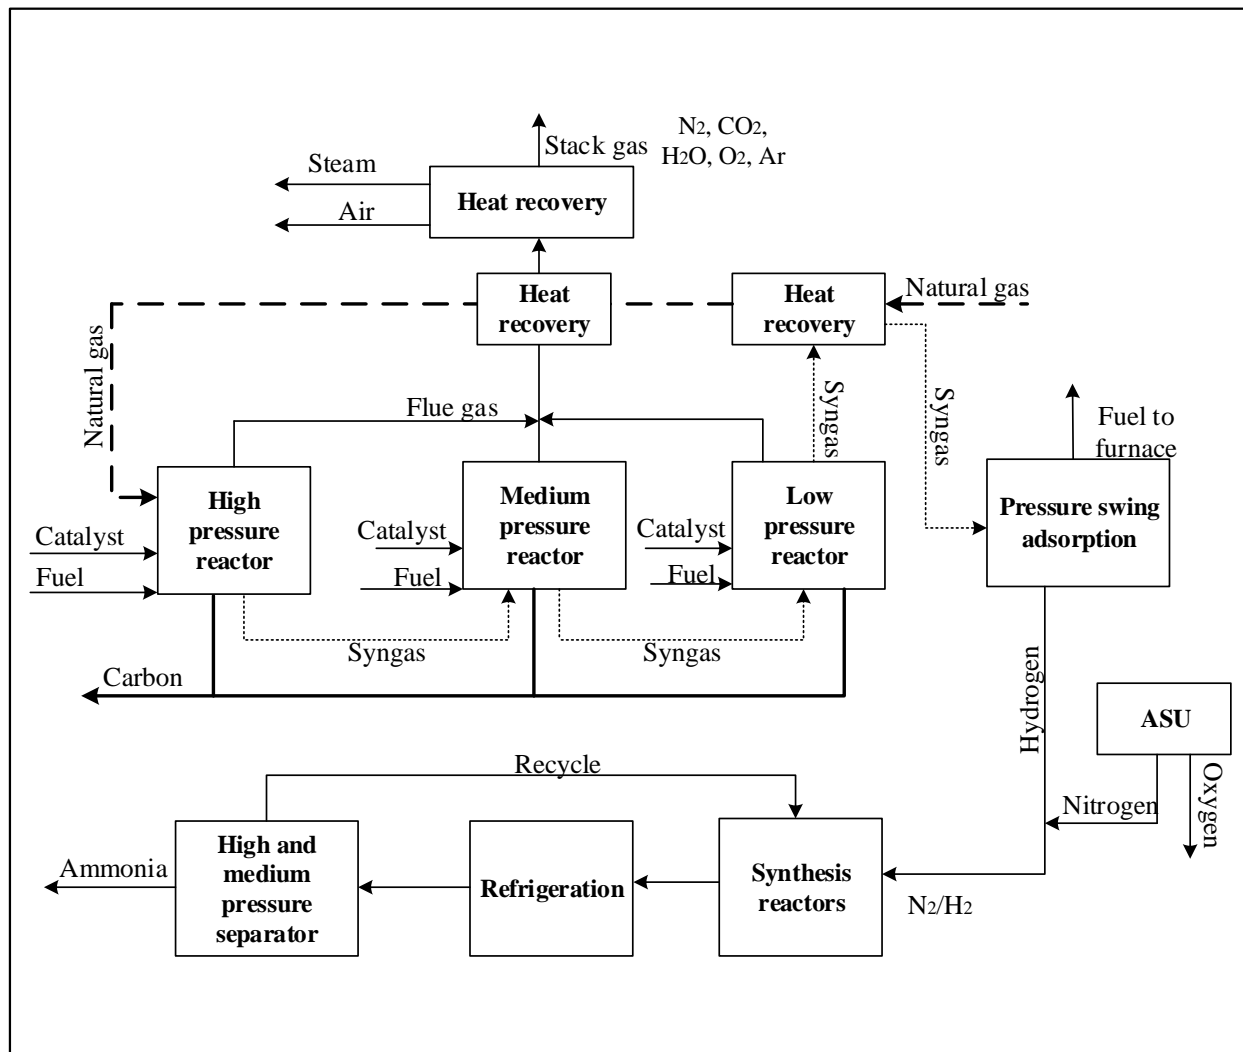 N2, CO2,
H2O, O2, Ar
Stack gas
Steam
Heat recovery
Air
Heat
recovery
Heat
recovery
Natural gas
Natural gas
Syngas
Syngas
Flue gas
Fuel to
furnace
High
pressure
reactor
Medium
pressure
reactor
Low
pressure
reactor
Pressure swing
adsorption
Catalyst
Fuel
Catalyst
Fuel
Catalyst
Fuel
Syngas
Syngas
Carbon
Hydrogen
ASU
Oxygen
Nitrogen
Recycle
Ammonia
High and
medium
pressure
separator
Refrigeration
Synthesis
reactors
N2/H2